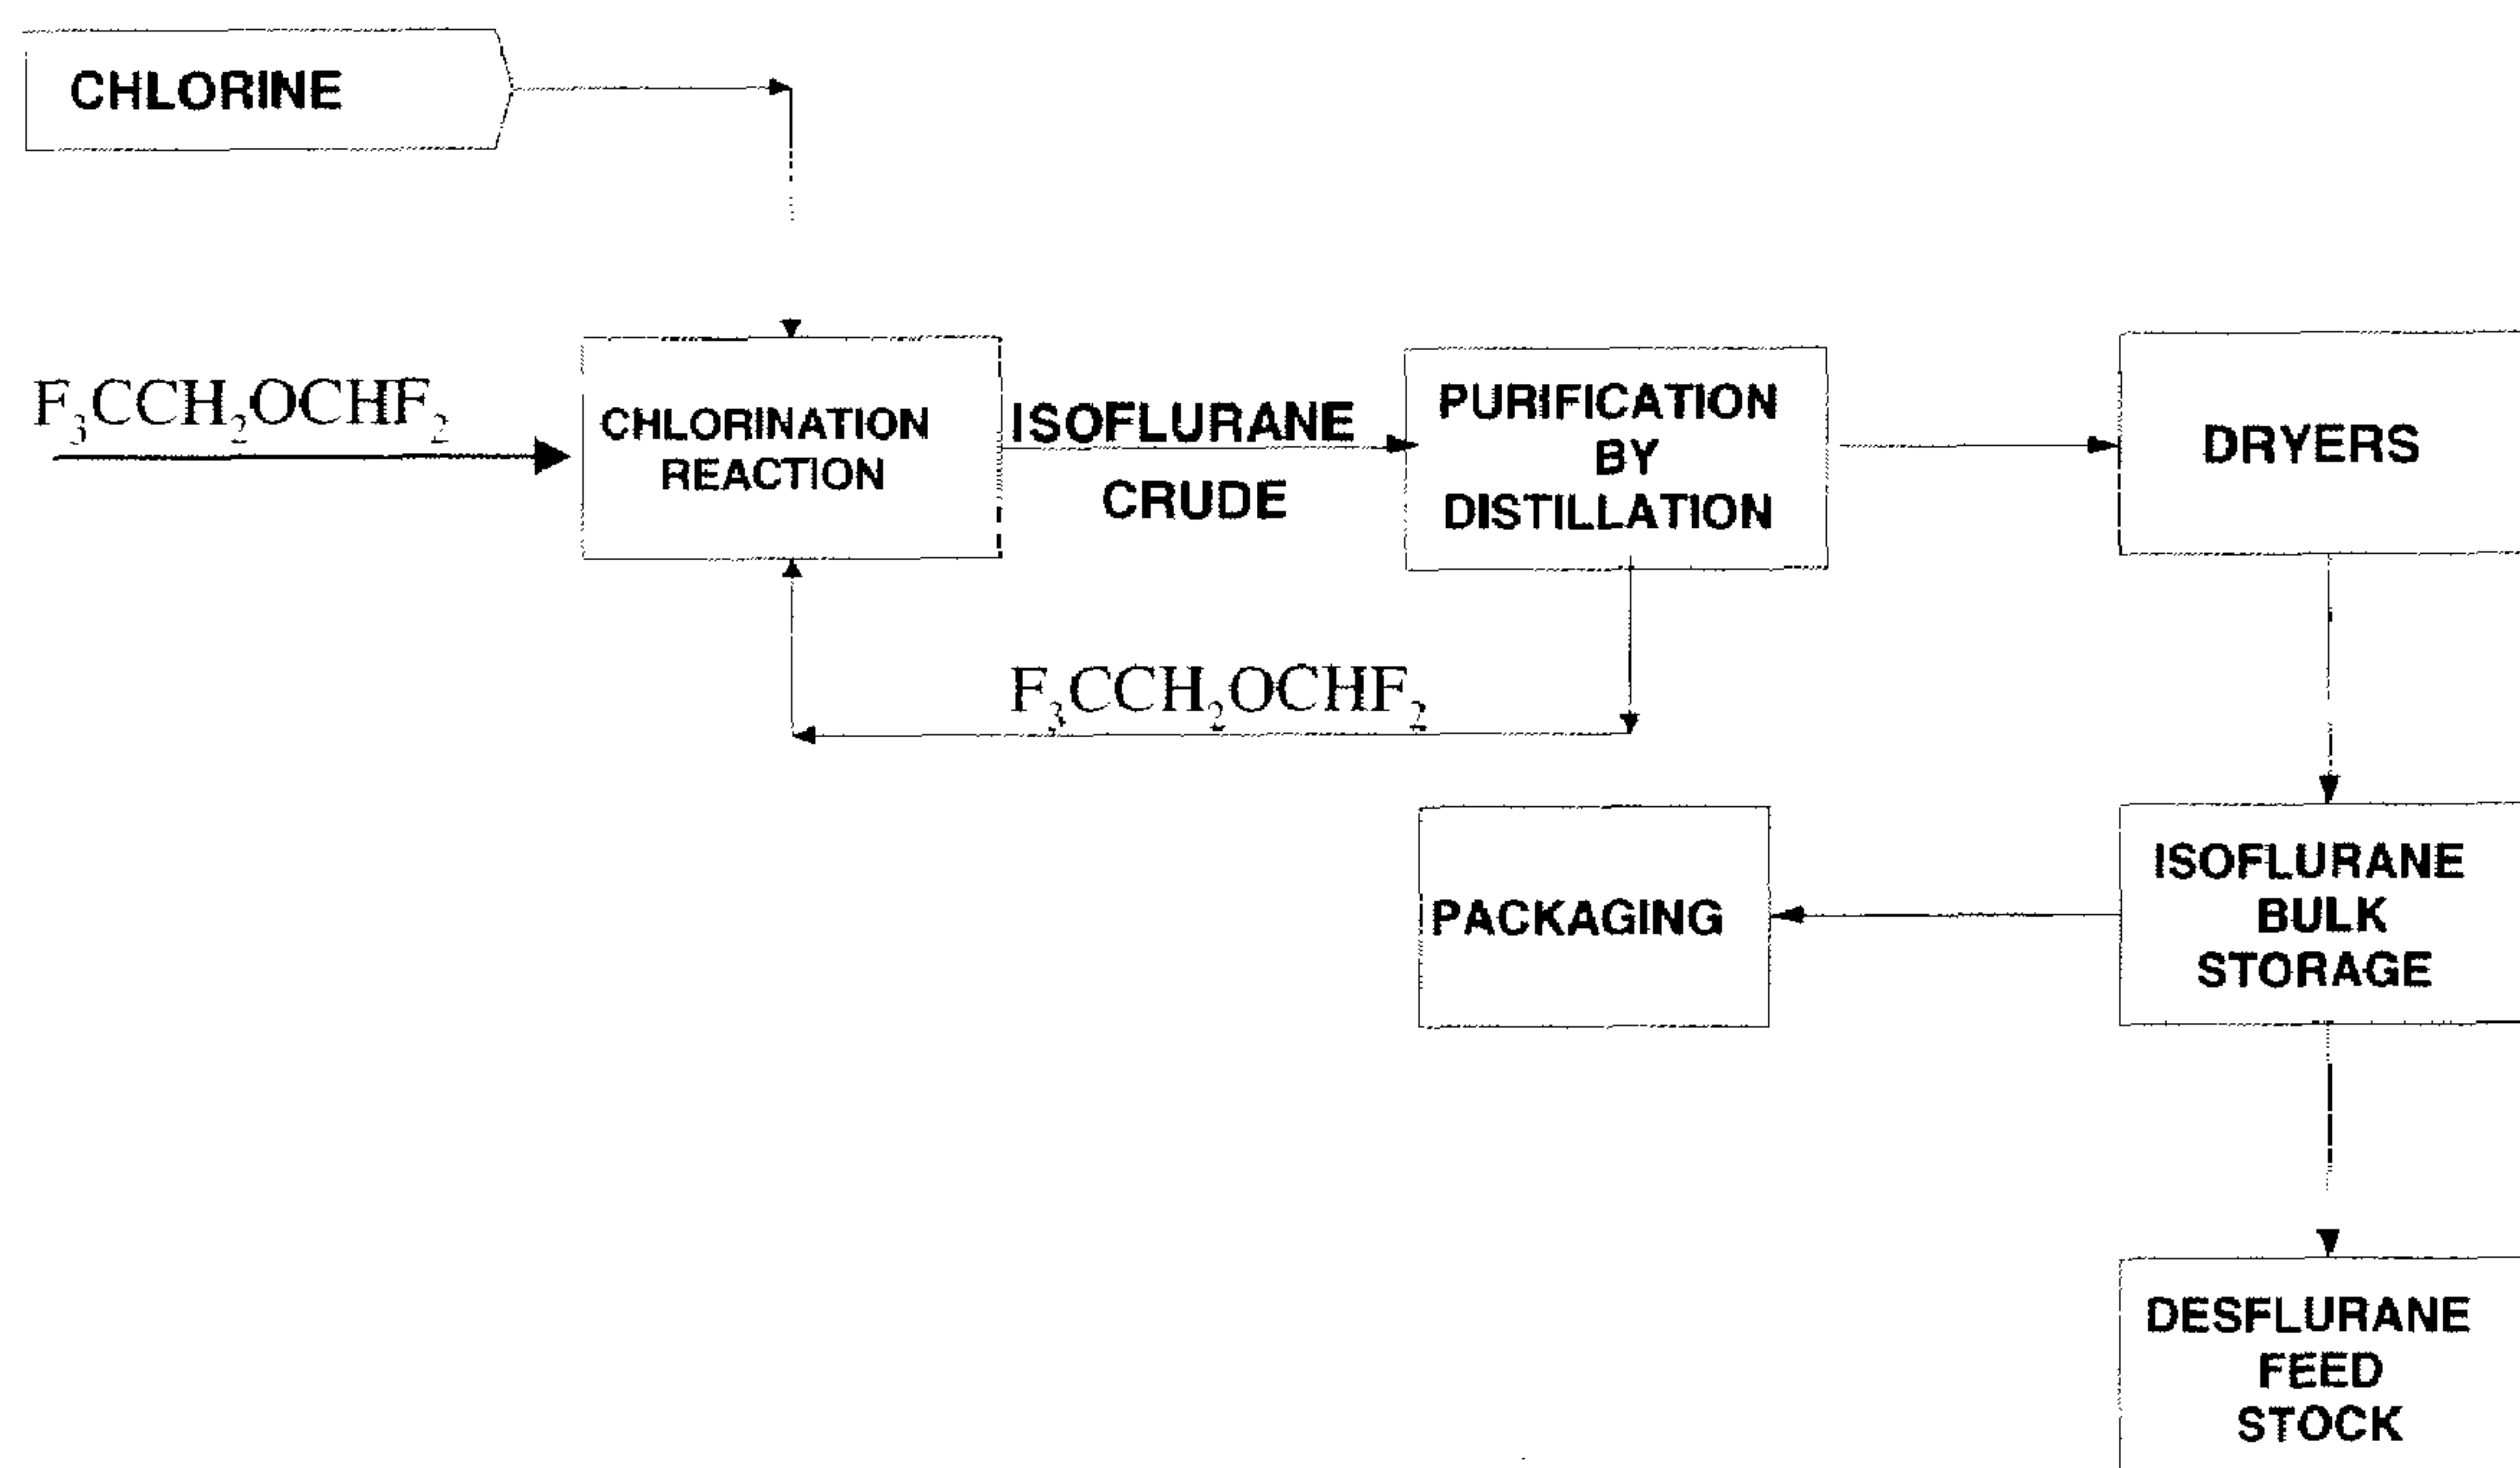 CHLORINE
F₃CCH₂OCHF₂
CHLORINATION
REACTION
ISOFLURANE
CRUDE
PURIFICATION
BY
DISTILLATION
DRYERS
F₃CCH₂OCHF₂
PACKAGING
ISOFLURANE
BULK
STORAGE
DESFLURANE
FEED
STOCK